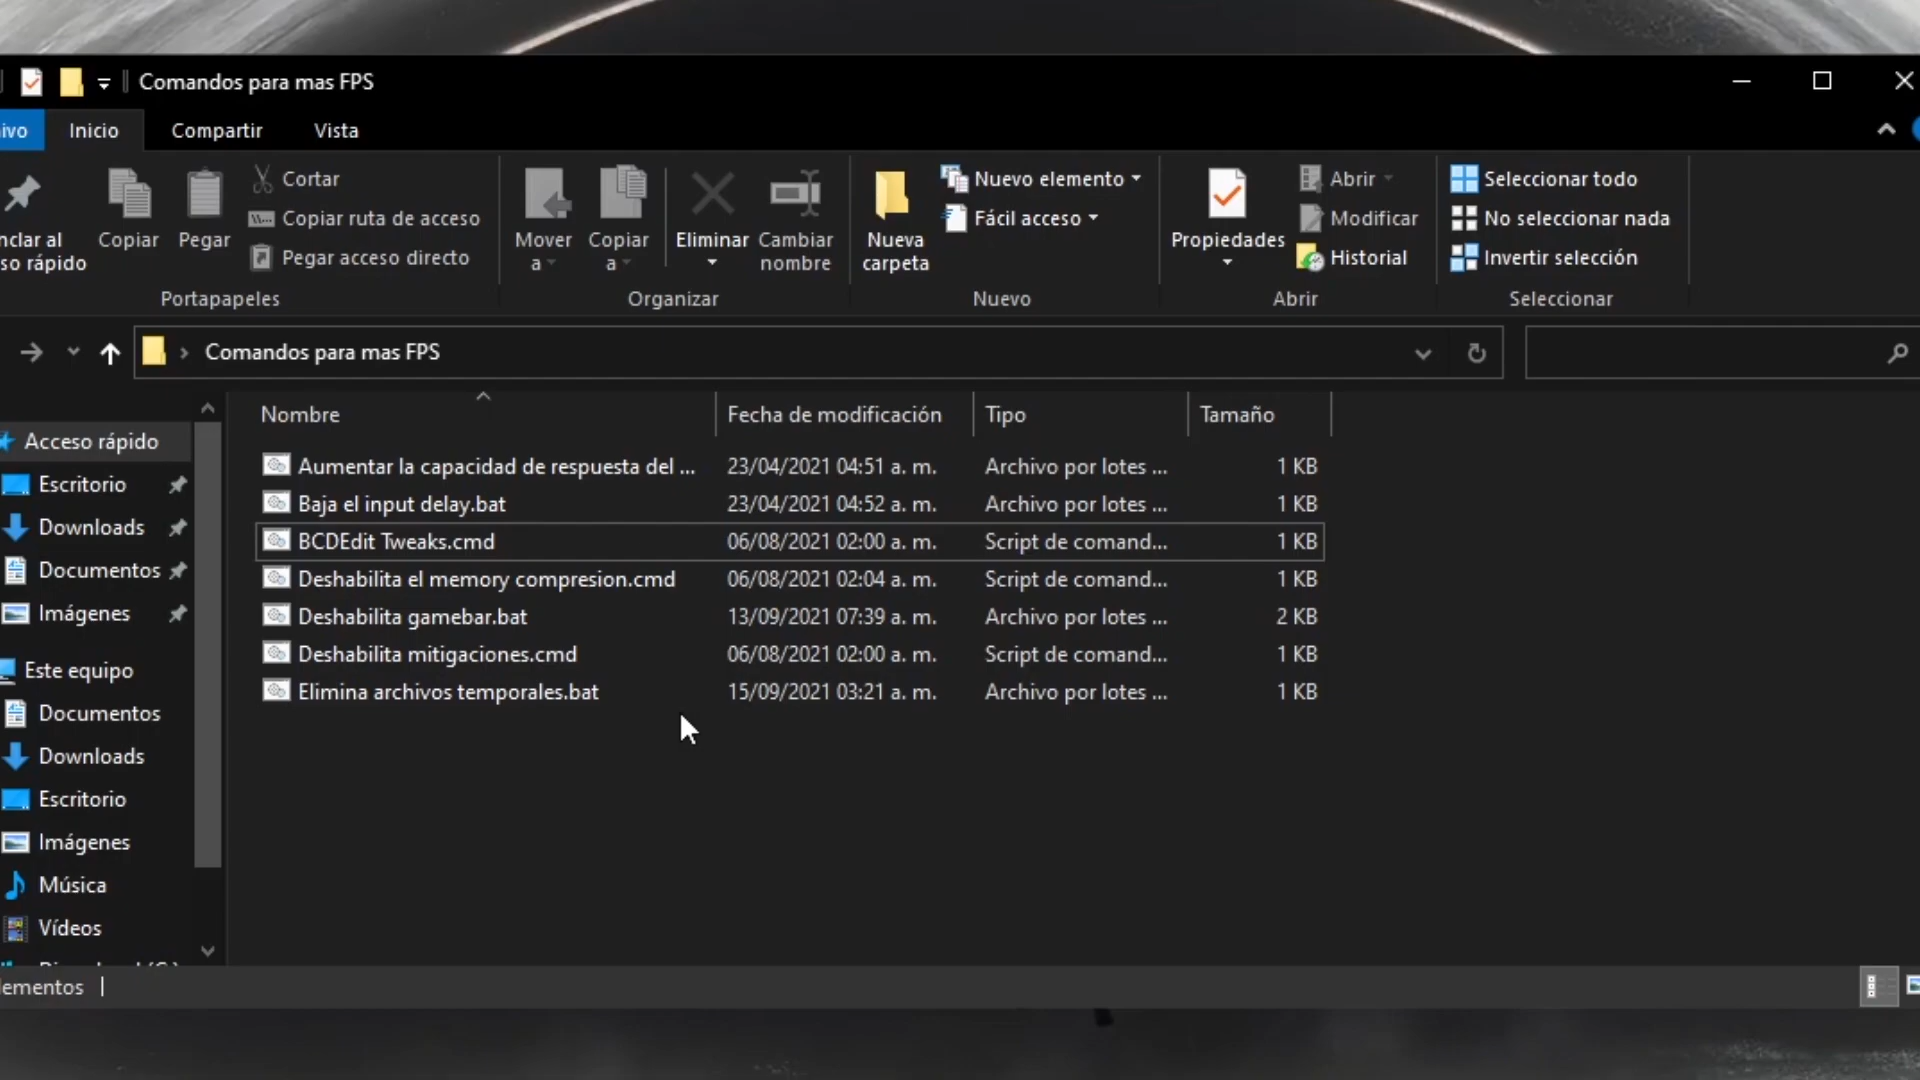 Comandos para mas FPS
ivo Inicio Compartir Vista
nclar al
so rápido
Copiar
Pegar
Cortar
Copiar ruta de acceso
Pegar acceso directo
Portapapeles
Mover
a
Copiar
a
Eliminar
Cambiar
nombre
Organizar
Nueva
carpeta
Nuevo elemento
Fácil acceso
Nuevo
Propiedades
Abrir
Modificar
Historial
Abrir
Seleccionar todo
No seleccionar nada
Invertir selección
Seleccionar
Comandos para mas FPS
Acceso rápido
Escritorio
Downloads
Documentos
Imágenes
Este equipo
Documentos
Downloads
Escritorio
Imágenes
Música
Vídeos
Nombre Fecha de modificación Tipo Tamaño
Aumentar la capacidad de respuesta del ... 23/04/2021 04:51 a. m. Archivo por lotes ... 1 KB
Baja el input delay.bat 23/04/2021 04:52 a. m. Archivo por lotes ... 1 KB
BCDEdit Tweaks.cmd 06/08/2021 02:00 a. m. Script de comand... 1 KB
Deshabilita el memory compresion.cmd 06/08/2021 02:04 a. m. Script de comand... 1 KB
Deshabilita gamebar.bat 13/09/2021 07:39 a. m. Archivo por lotes ... 2 KB
Deshabilita mitigaciones.cmd 06/08/2021 02:00 a. m. Script de comand... 1 KB
Elimina archivos temporales.bat 15/09/2021 03:21 a. m. Archivo por lotes ... 1 KB
lementos